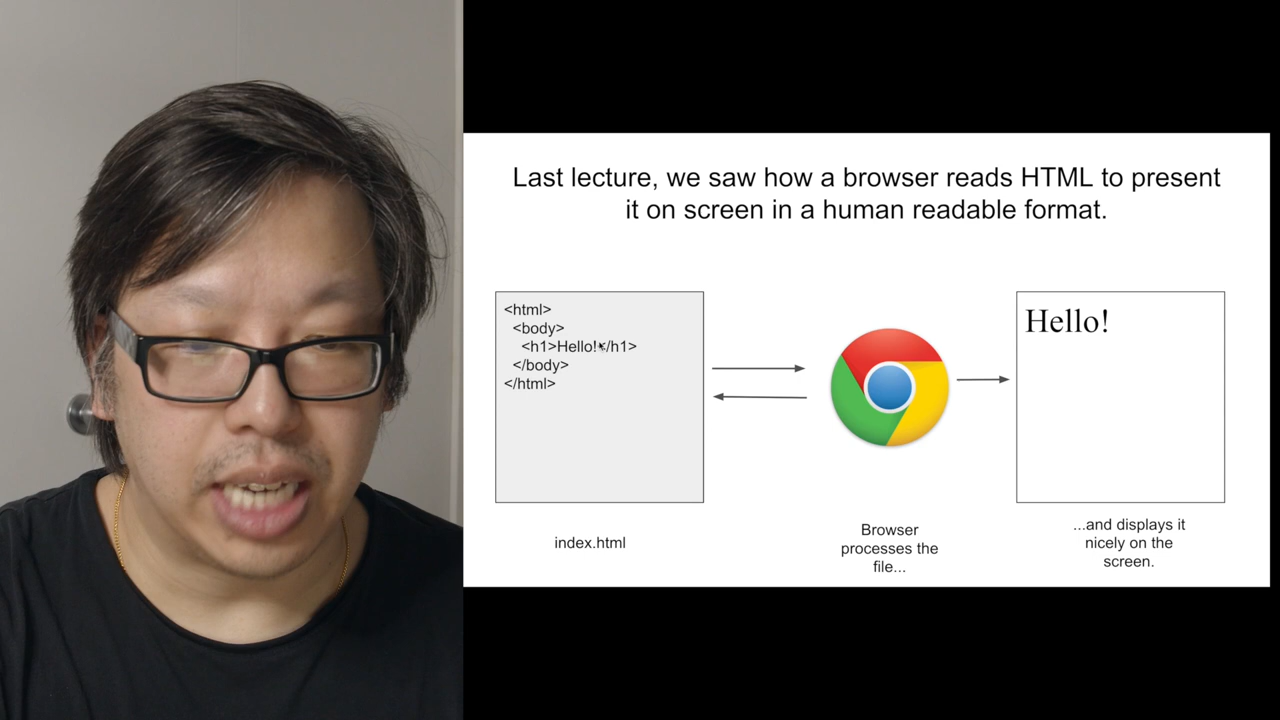 Last lecture, we saw how a browser reads HTML to present
it on screen in a human readable format.
<html>
<body>
<h1>Hello!</h1>
</body>
</html>
Hello!
index.html
Browser
processes the
file...
...and displays it
nicely on the
screen.